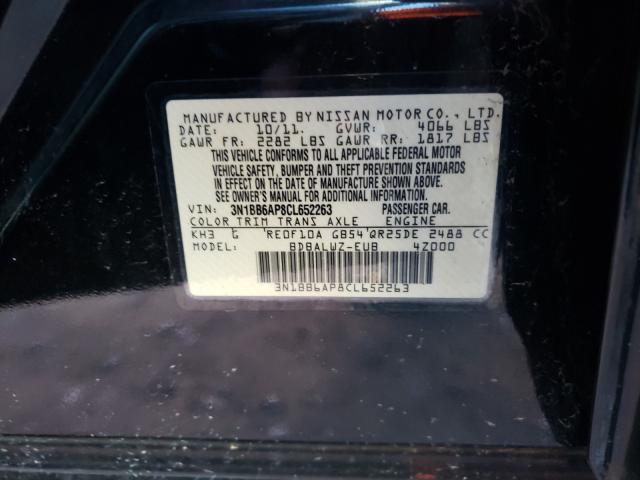 MANUFACTURED BY NISSAN MOTOR CO., LTD.
DATE: 10/11. GVWR: 4066 LBS
GAWR FR: 2282 LBS GAWR RR: 1817 LBS
THIS VEHICLE CONFORMS TO ALL APPLICABLE FEDERAL MOTOR
VEHICLE SAFETY, BUMPER AND THEFT PREVENTION STANDARDS
IN EFFECT ON THE DATE OF MANUFACTURE SHOWN ABOVE.
SEE OWNER'S MANUAL FOR ADDITIONAL INFORMATION.
VIN: 3N1BB6AP8CL652263 PASSENGER CAR.
COLOR TRIM TRANS AXLE ENGINE
KH3 G RE0F10A GB54 QR25DE 2488 CC
MODEL BDBALWZ-EUB 4Z000
3N1BB6AP8CL652263